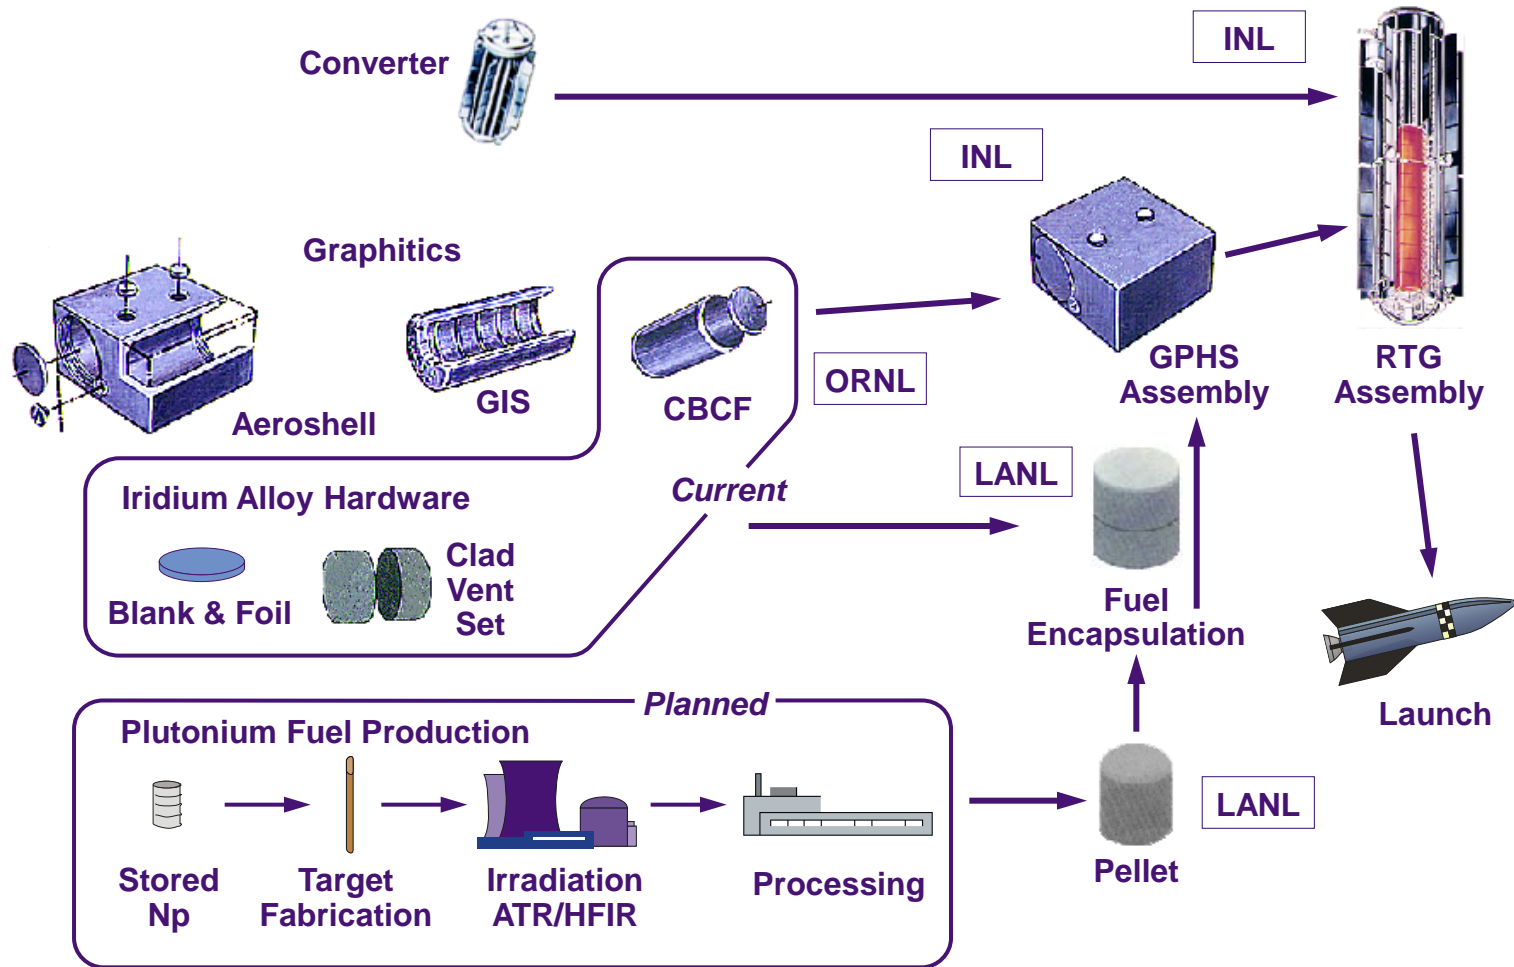 Converter
INL
INL
Graphitics
Aeroshell
GIS
CBCF
ORNL
GPHS
Assembly
RTG
Assembly
Iridium Alloy Hardware
Current
LANL
Blank & Foil
Clad
Vent
Set
Fuel
Encapsulation
Launch
Planned
Plutonium Fuel Production
Stored
Np
Target
Fabrication
Irradiation
ATR/HFIR
Processing
Pellet
LANL